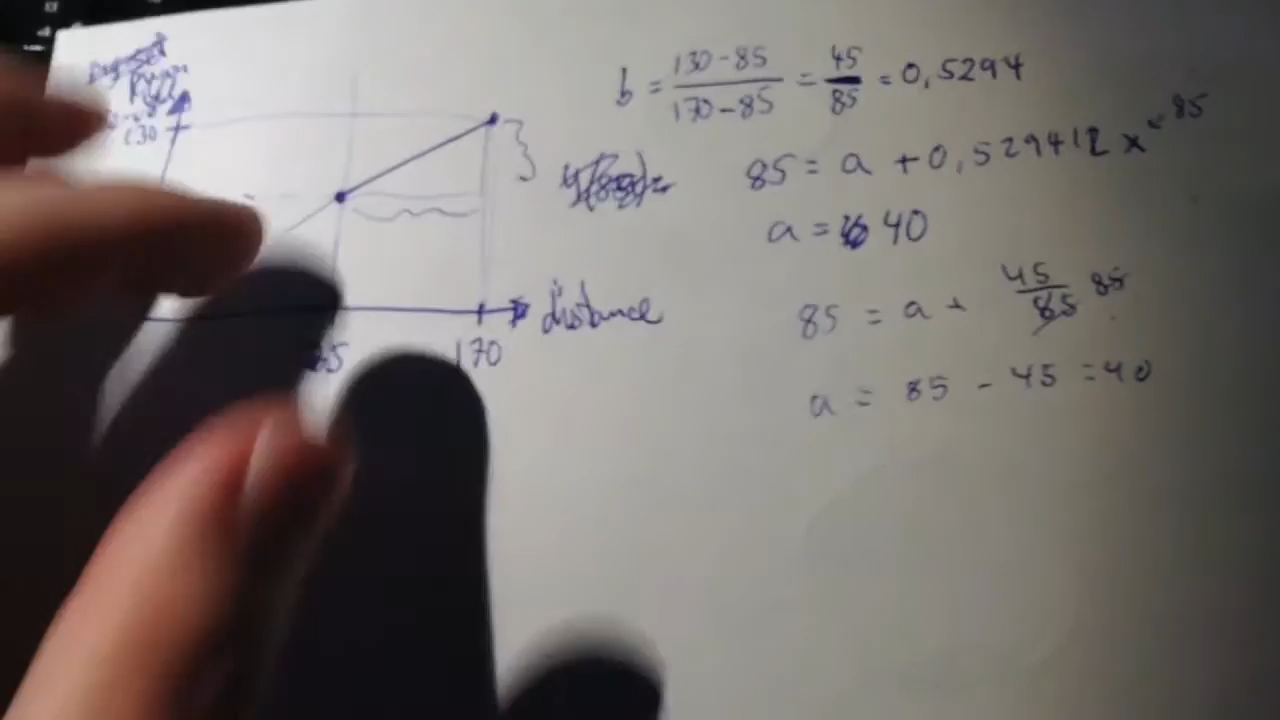 130
distance
170
b = 130-85 / 170-85 = 45/85 = 0,5294
85 = a + 0,529412 x = 85
a = 40
85 = a + 45/85 85
a = 85 - 45 = 40